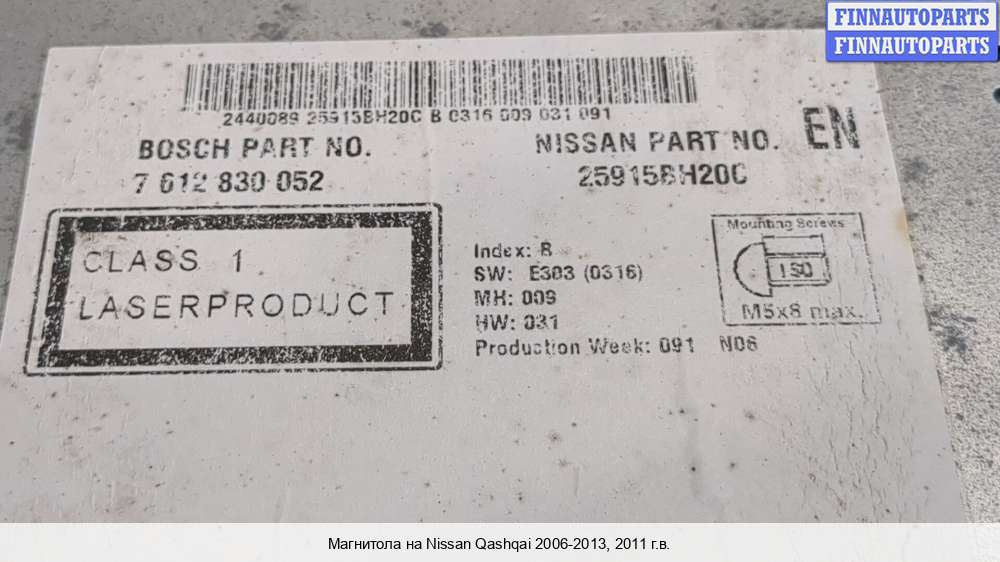 FINNAUTOPARTS
FINNAUTOPARTS
2440089 25915BH20C B 0316 009 031 091
BOSCH PART NO.
7 612 830 052
NISSAN PART NO.
25915BH20C
EN
CLASS 1
LASERPRODUCT
Index: B
SW: E303 (0316)
MH: 009
HW: 031
Production Week: 091 N06
Mounting Screws
ISO
M5x8 max.
Магнитола на Nissan Qashqai 2006-2013, 2011 г.в.